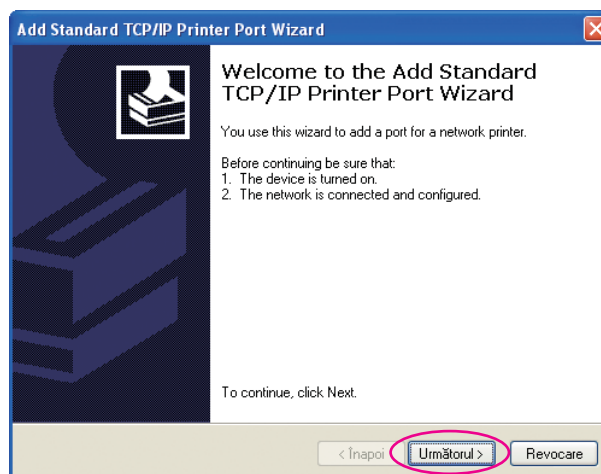 Add Standard TCP/IP Printer Port Wizard
Welcome to the Add Standard
TCP/IP Printer Port Wizard
You use this wizard to add a port for a network printer.
Before continuing be sure that:
1. The device is turned on.
2. The network is connected and configured.
To continue, click Next.
< Înapoi
Următorul >
Revocare